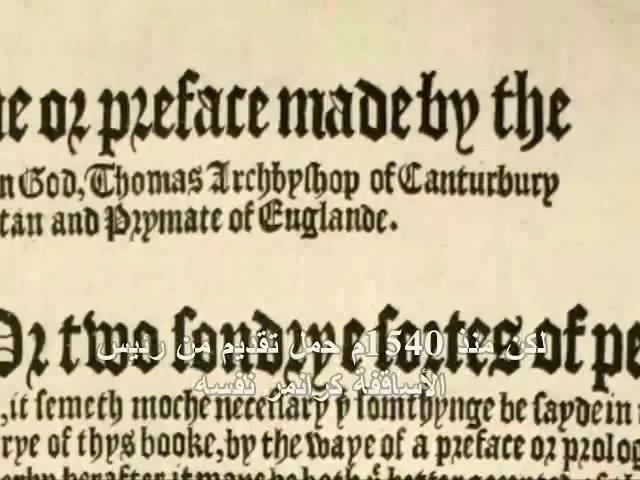 ne or preface made by the
n God, Thomas Archbyshop of Canturbury
tan and Prymate of Englande.
Or two sondrye sortes of pe
لكن منذ 1540م حمل تقديم من رئيس
الأساقفة كرانمر نفسه
, it semeth moche necessary yͭ somthynge be sayde in
rye of thys booke, by the waye of a preface or prolog